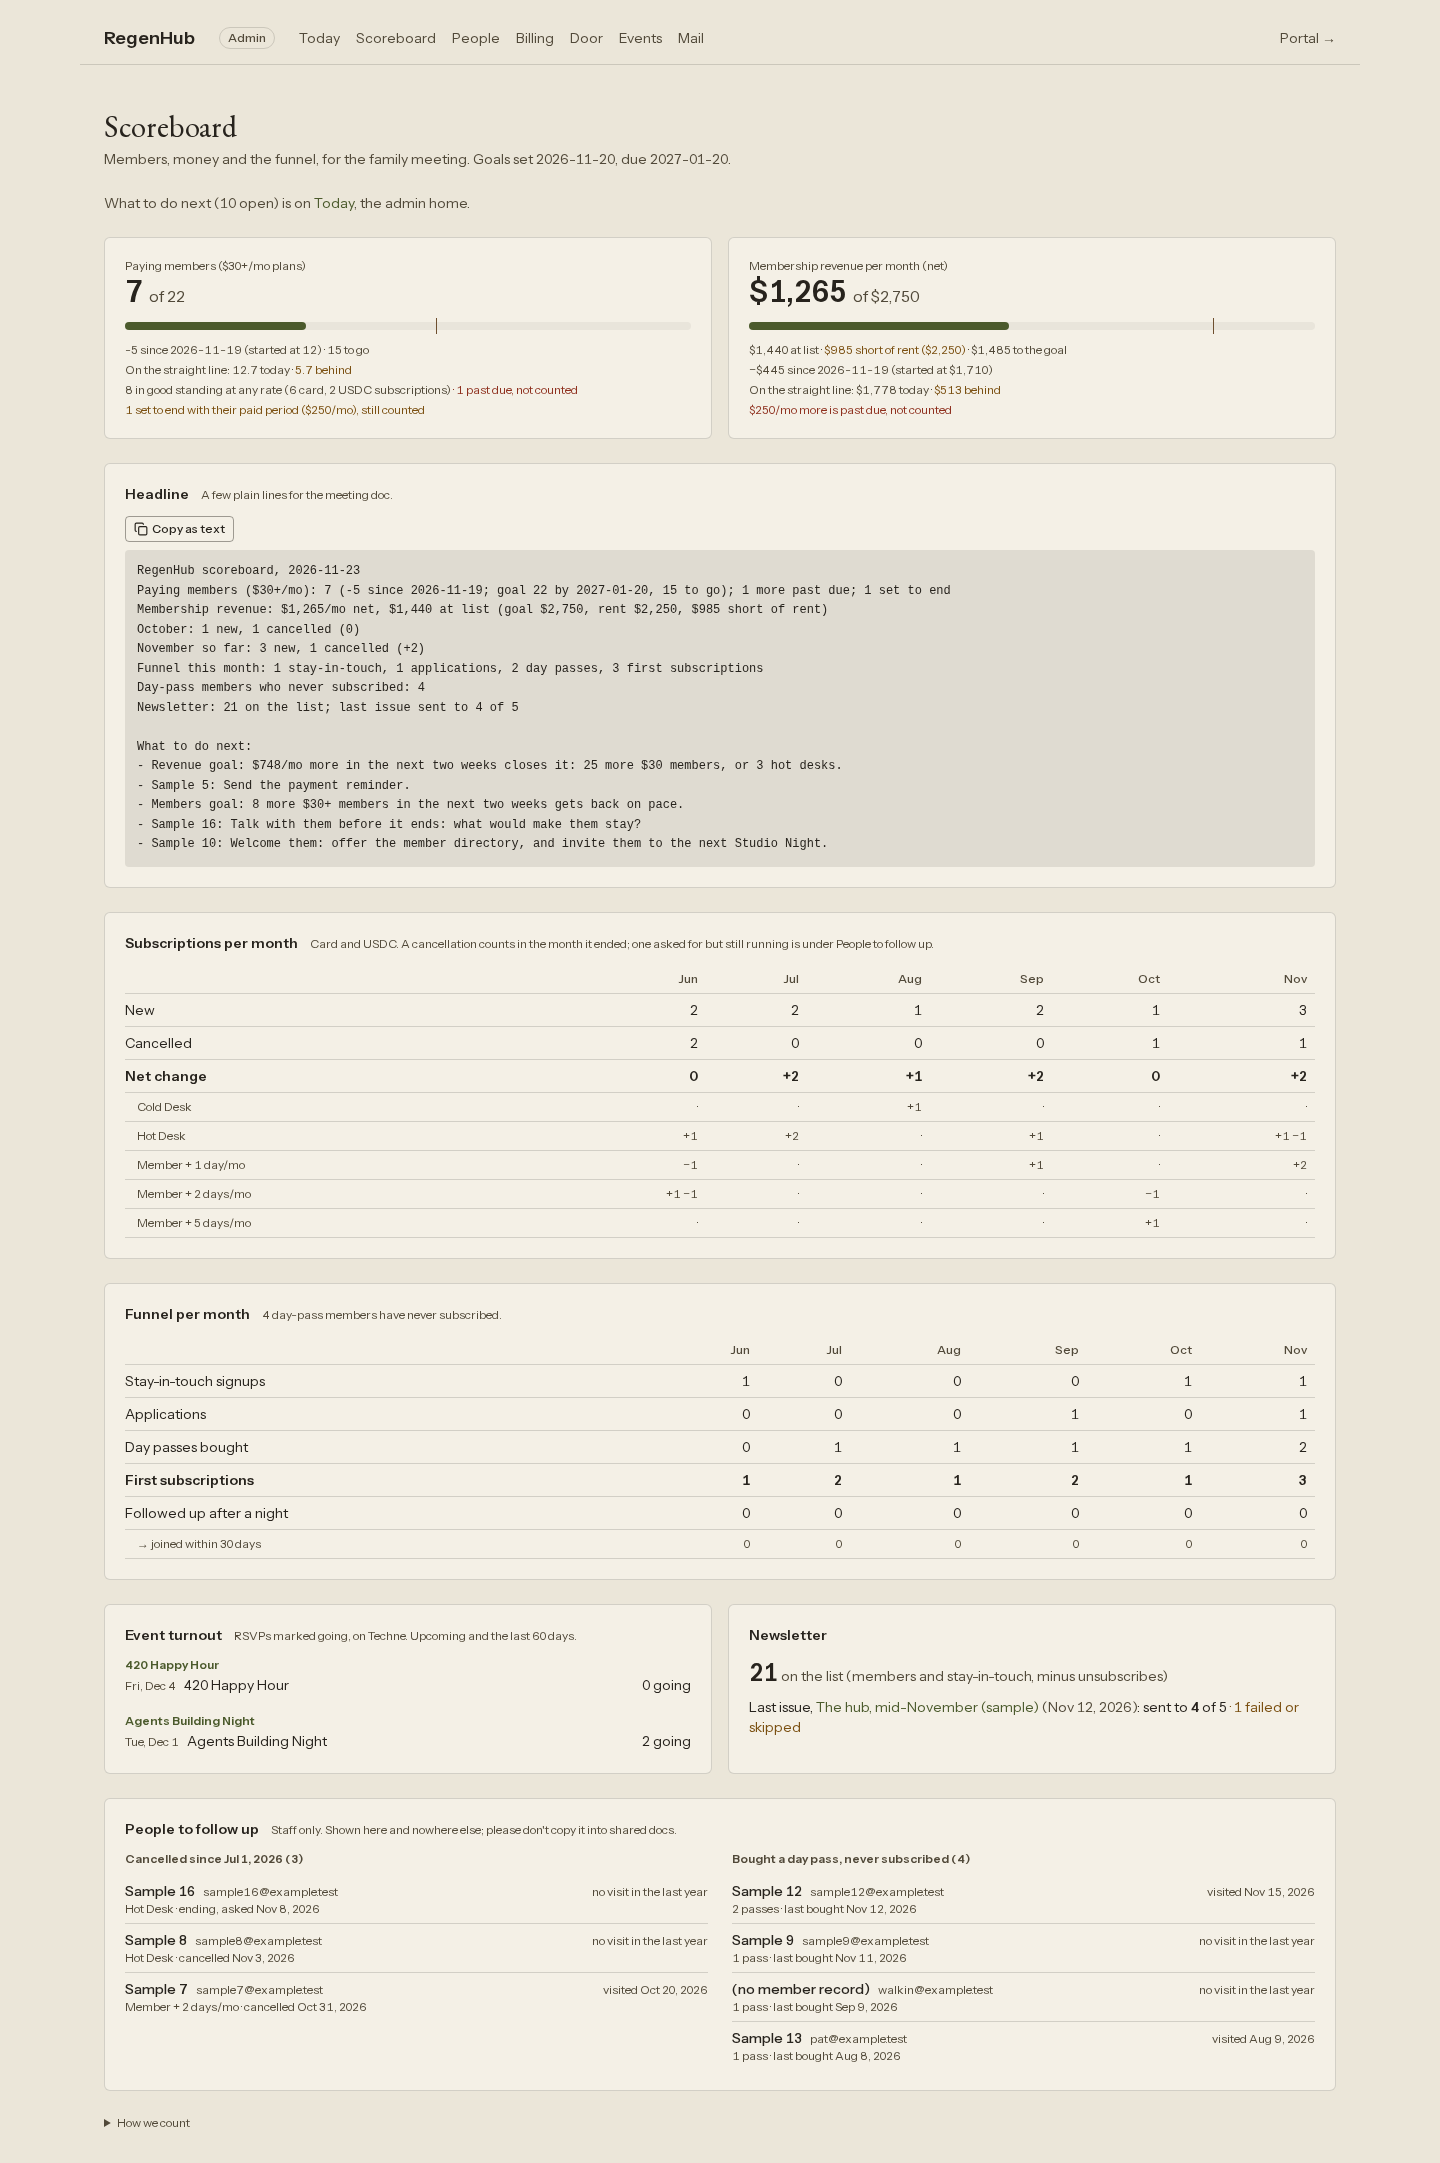 RegenHub Admin Today Scoreboard People Billing Door Events Mail Portal →
Scoreboard
Members, money and the funnel, for the family meeting. Goals set 2026-11-20, due 2027-01-20.
What to do next (10 open) is on Today, the admin home.
Paying members ($30+/mo plans)
7 of 22
-5 since 2026-11-19 (started at 12) · 15 to go
On the straight line: 12.7 today · 5.7 behind
8 in good standing at any rate (6 card, 2 USDC subscriptions) · 1 past due, not counted
1 set to end with their paid period ($250/mo), still counted
Membership revenue per month (net)
$1,265 of $2,750
$1,440 at list · $985 short of rent ($2,250) · $1,485 to the goal
−$445 since 2026-11-19 (started at $1,710)
On the straight line: $1,778 today · $513 behind
$250/mo more is past due, not counted
Headline A few plain lines for the meeting doc.
Copy as text
RegenHub scoreboard, 2026-11-23
Paying members ($30+/mo): 7 (-5 since 2026-11-19; goal 22 by 2027-01-20, 15 to go); 1 more past due; 1 set to end
Membership revenue: $1,265/mo net, $1,440 at list (goal $2,750, rent $2,250, $985 short of rent)
October: 1 new, 1 cancelled (0)
November so far: 3 new, 1 cancelled (+2)
Funnel this month: 1 stay-in-touch, 1 applications, 2 day passes, 3 first subscriptions
Day-pass members who never subscribed: 4
Newsletter: 21 on the list; last issue sent to 4 of 5
What to do next:
- Revenue goal: $748/mo more in the next two weeks closes it: 25 more $30 members, or 3 hot desks.
- Sample 5: Send the payment reminder.
- Members goal: 8 more $30+ members in the next two weeks gets back on pace.
- Sample 16: Talk with them before it ends: what would make them stay?
- Sample 10: Welcome them: offer the member directory, and invite them to the next Studio Night.
Subscriptions per month Card and USDC. A cancellation counts in the month it ended; one asked for but still running is under People to follow up.
Jun Jul Aug Sep Oct Nov
New 2 2 1 2 1 3
Cancelled 2 0 0 0 1 1
Net change 0 +2 +1 +2 0 +2
Cold Desk · · +1 · · ·
Hot Desk +1 +2 · +1 · +1 −1
Member + 1 day/mo −1 · · +1 · +2
Member + 2 days/mo +1 −1 · · · −1 ·
Member + 5 days/mo · · · · +1 ·
Funnel per month 4 day-pass members have never subscribed.
Jun Jul Aug Sep Oct Nov
Stay-in-touch signups 1 0 0 0 1 1
Applications 0 0 0 1 0 1
Day passes bought 0 1 1 1 1 2
First subscriptions 1 2 1 2 1 3
Followed up after a night 0 0 0 0 0 0
→ joined within 30 days 0 0 0 0 0 0
Event turnout RSVPs marked going, on Techne. Upcoming and the last 60 days.
420 Happy Hour
Fri, Dec 4 420 Happy Hour 0 going
Agents Building Night
Tue, Dec 1 Agents Building Night 2 going
Newsletter
21 on the list (members and stay-in-touch, minus unsubscribes)
Last issue, The hub, mid-November (sample) (Nov 12, 2026): sent to 4 of 5 · 1 failed or
skipped
People to follow up Staff only. Shown here and nowhere else; please don't copy it into shared docs.
Cancelled since Jul 1, 2026 (3)
Sample 16 sample16@example.test no visit in the last year
Hot Desk · ending, asked Nov 8, 2026
Sample 8 sample8@example.test no visit in the last year
Hot Desk · cancelled Nov 3, 2026
Sample 7 sample7@example.test visited Oct 20, 2026
Member + 2 days/mo · cancelled Oct 31, 2026
Bought a day pass, never subscribed (4)
Sample 12 sample12@example.test visited Nov 15, 2026
2 passes · last bought Nov 12, 2026
Sample 9 sample9@example.test no visit in the last year
1 pass · last bought Nov 11, 2026
(no member record) walkin@example.test no visit in the last year
1 pass · last bought Sep 9, 2026
Sample 13 pat@example.test visited Aug 9, 2026
1 pass · last bought Aug 8, 2026
▶ How we count